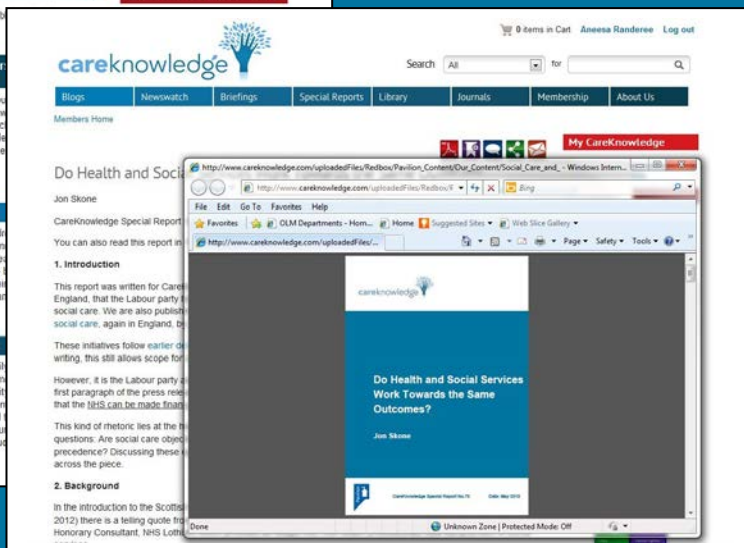 0 items in Cart Aneesa Randeree Log out
careknowledge
Search All for
Blogs Newswatch Briefings Special Reports Library Journals Membership About Us
Members Home
My CareKnowledge
Do Health and Socia
Jon Skone
CareKnowledge Special Report
You can also read this report in
1. Introduction
This report was written for Care
England, that the Labour party
social care. We are also publish
social care, again in England, b
These initiatives follow earlier de
writing, this still allows scope for
However, it is the Labour party a
first paragraph of the press rele
that the NHS can be made finan
This kind of rhetoric lies at the h
questions: Are social care objec
precedence? Discussing these
across the piece.
2. Background
In the introduction to the Scottis
2012) there is a telling quote fro
Honorary Consultant, NHS Lothi
http://www.careknowledge.com/uploadedFiles/Redbox/Pavilion_Content/Our_Content/Social_Care_and_ - Windows Intern...
http://www.careknowledge.com/uploadedFiles/Redbox/F
Bing
File Edit Go To Favorites Help
Favorites OLM Departments - Hom... Home Suggested Sites Web Slice Gallery
http://www.careknowledge.com/uploadedFiles/...
Page Safety Tools
careknowledge
Do Health and Social Services
Work Towards the Same
Outcomes?
Jon Skone
CareKnowledge Special Report No.
Date: May
Done Unknown Zone | Protected Mode: Off